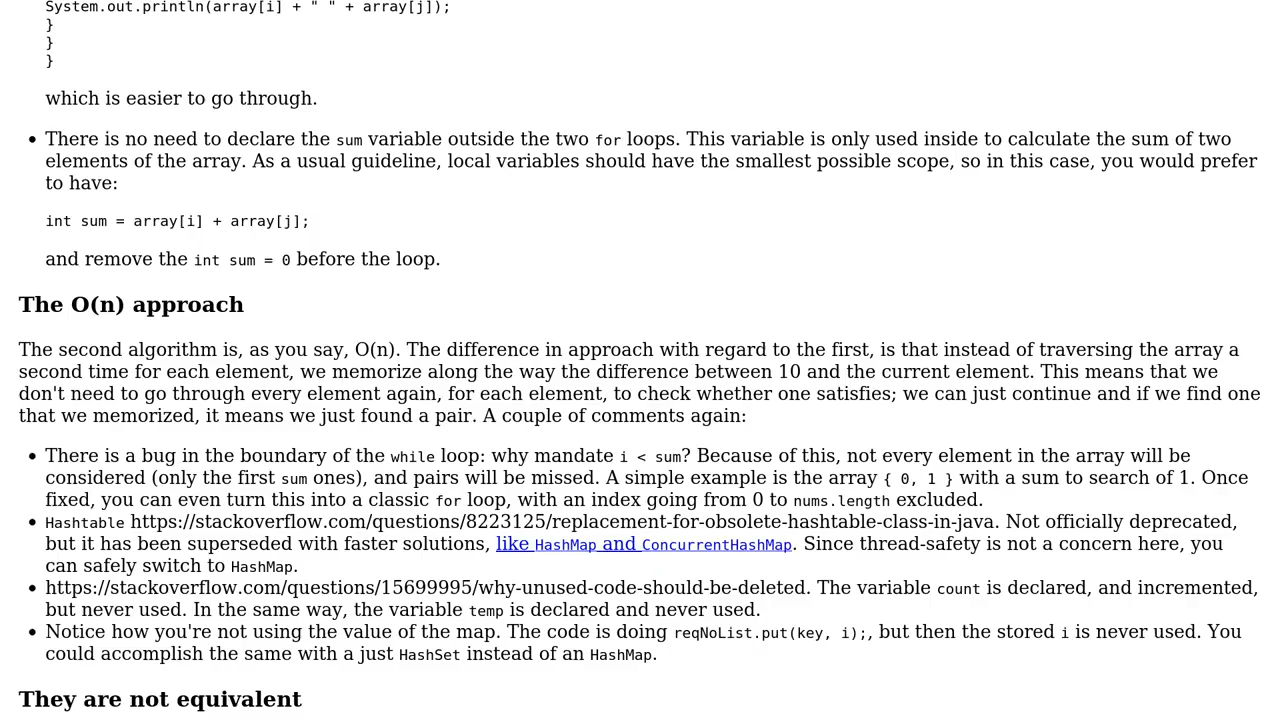 System.out.println(array[i] + " " + array[j]);
}
}
}
which is easier to go through.
There is no need to declare the sum variable outside the two for loops. This variable is only used inside to calculate the sum of two
elements of the array. As a usual guideline, local variables should have the smallest possible scope, so in this case, you would prefer
to have:
int sum = array[i] + array[j];
and remove the int sum = 0 before the loop.
The O(n) approach
The second algorithm is, as you say, O(n). The difference in approach with regard to the first, is that instead of traversing the array a
second time for each element, we memorize along the way the difference between 10 and the current element. This means that we
don't need to go through every element again, for each element, to check whether one satisfies; we can just continue and if we find one
that we memorized, it means we just found a pair. A couple of comments again:
There is a bug in the boundary of the while loop: why mandate i < sum? Because of this, not every element in the array will be
considered (only the first sum ones), and pairs will be missed. A simple example is the array { 0, 1 } with a sum to search of 1. Once
fixed, you can even turn this into a classic for loop, with an index going from 0 to nums.length excluded.
Hashtable https://stackoverflow.com/questions/8223125/replacement-for-obsolete-hashtable-class-in-java. Not officially deprecated,
but it has been superseded with faster solutions, like HashMap and ConcurrentHashMap. Since thread-safety is not a concern here, you
can safely switch to HashMap.
https://stackoverflow.com/questions/15699995/why-unused-code-should-be-deleted. The variable count is declared, and incremented,
but never used. In the same way, the variable temp is declared and never used.
Notice how you're not using the value of the map. The code is doing reqNoList.put(key, i);, but then the stored i is never used. You
could accomplish the same with a just HashSet instead of an HashMap.
They are not equivalent